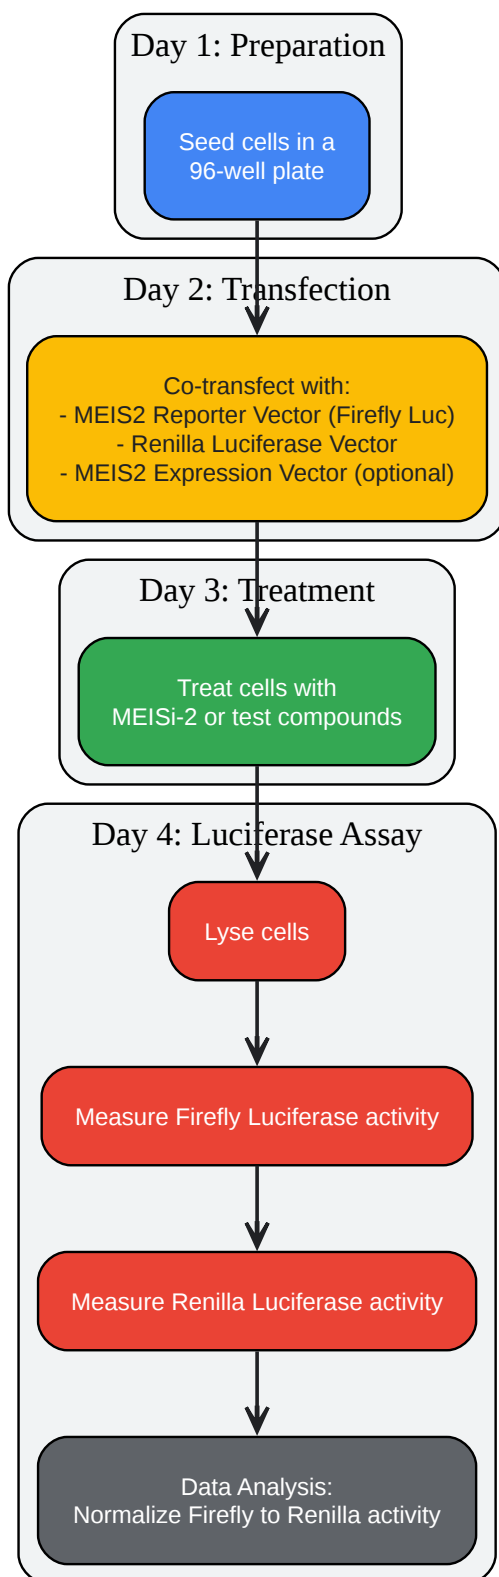 Day 1: Preparation
Seed cells in a
96-well plate
Day 2: Transfection
Co-transfect with:
- MEIS2 Reporter Vector (Firefly Luc)
- Renilla Luciferase Vector
- MEIS2 Expression Vector (optional)
Day 3: Treatment
Treat cells with
MEISi-2 or test compounds
Day 4: Luciferase Assay
Lyse cells
Measure Firefly Luciferase activity
Measure Renilla Luciferase activity
Data Analysis:
Normalize Firefly to Renilla activity